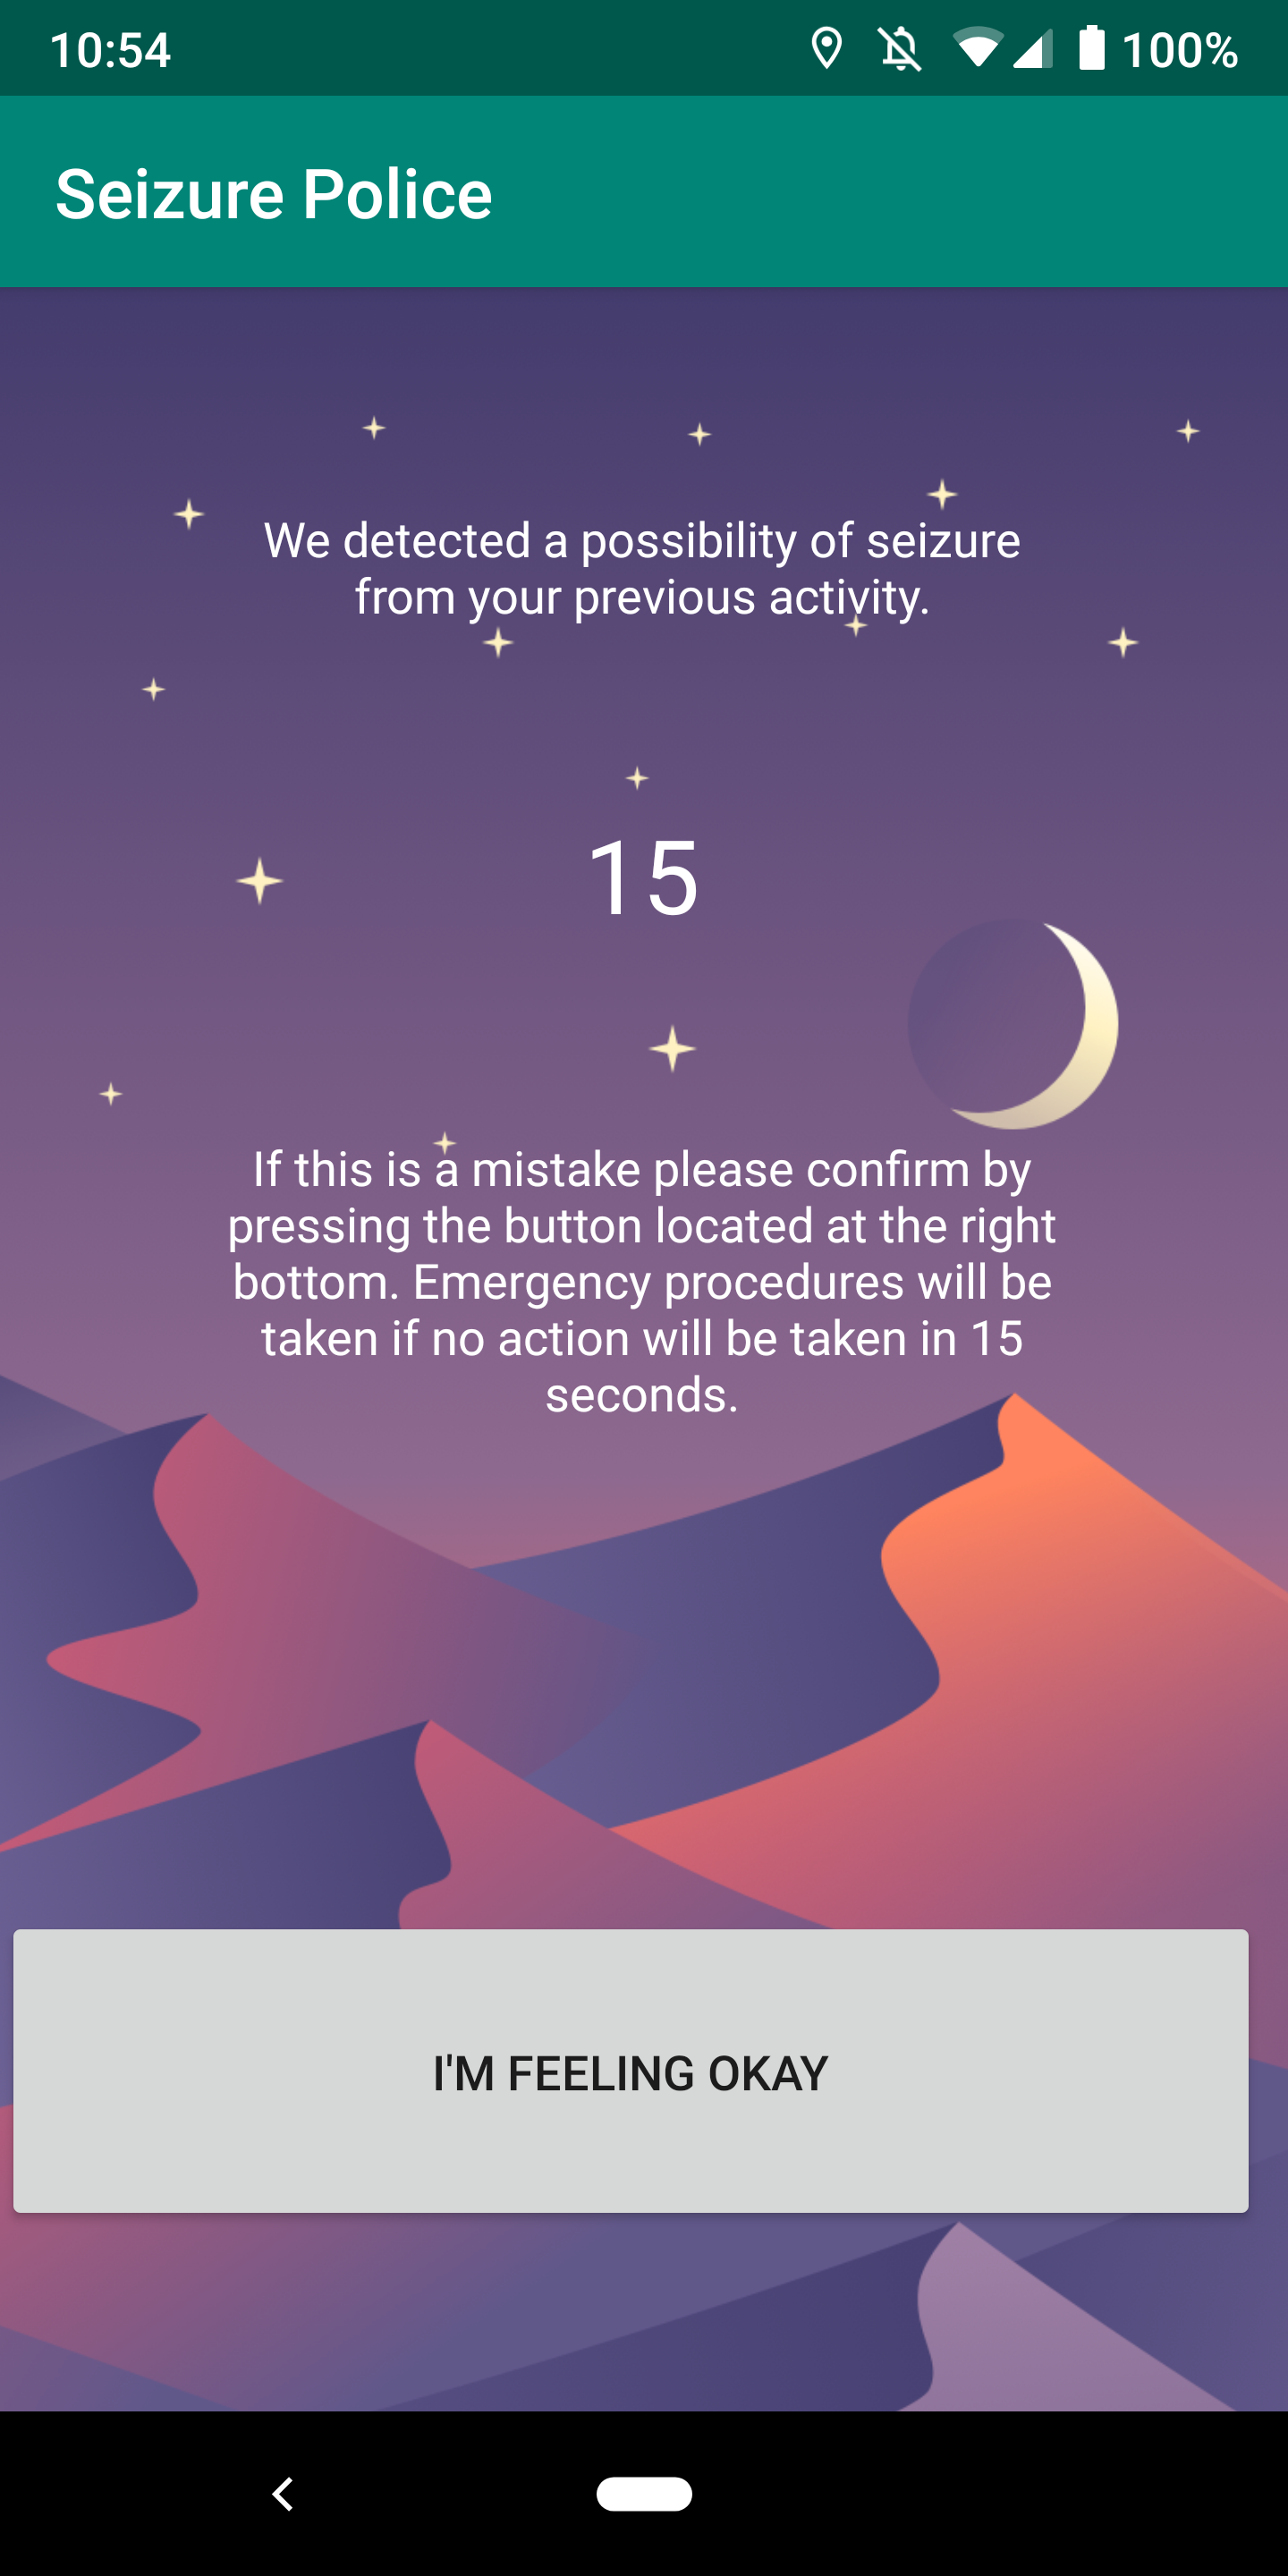 10:54
100%
Seizure Police
We detected a possibility of seizure
from your previous activity.
15
If this is a mistake please confirm by
pressing the button located at the right
bottom. Emergency procedures will be
taken if no action will be taken in 15
seconds.
I'M FEELING OKAY